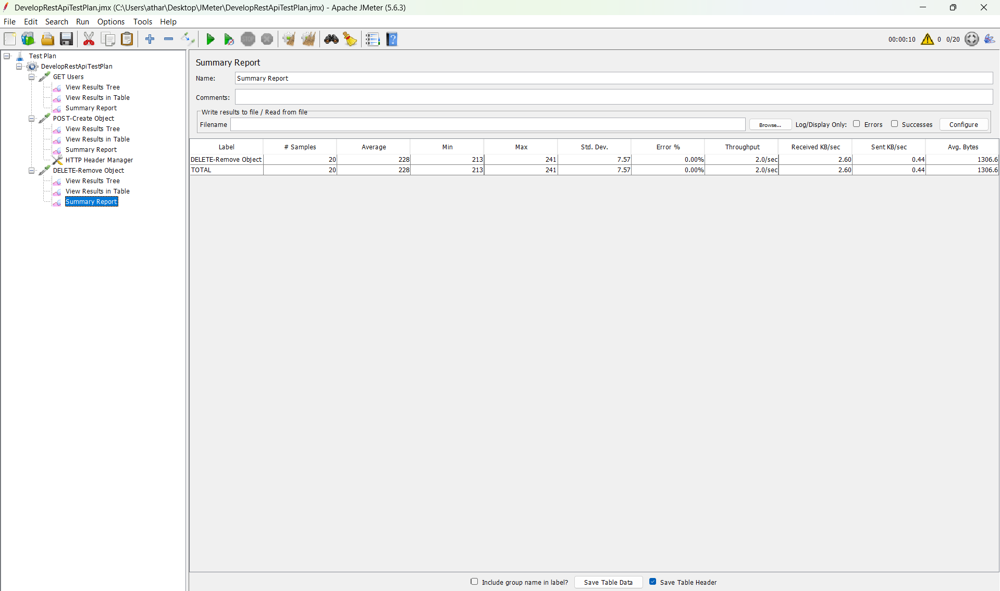 DevelopRestApiTestPlan.jmx (C:\Users\athar\Desktop\JMeter\DevelopRestApiTestPlan.jmx) - Apache JMeter (5.6.3)
File Edit Search Run Options Tools Help
STOP 00:00:10 0 0/20
Test Plan
DevelopRestApiTestPlan
GET Users
View Results Tree
View Results in Table
Summary Report
POST-Create Object
View Results Tree
View Results in Table
Summary Report
HTTP Header Manager
DELETE-Remove Object
View Results Tree
View Results in Table
Summary Report
Summary Report
Name: Summary Report
Comments:
Write results to file / Read from file
Filename Browse... Log/Display Only: Errors Successes Configure
Label # Samples Average Min Max Std. Dev. Error % Throughput Received KB/sec Sent KB/sec Avg. Bytes
DELETE-Remove Object 20 228 213 241 7.57 0.00% 2.0/sec 2.60 0.44 1306.6
TOTAL 20 228 213 241 7.57 0.00% 2.0/sec 2.60 0.44 1306.6
Include group name in label? Save Table Data Save Table Header